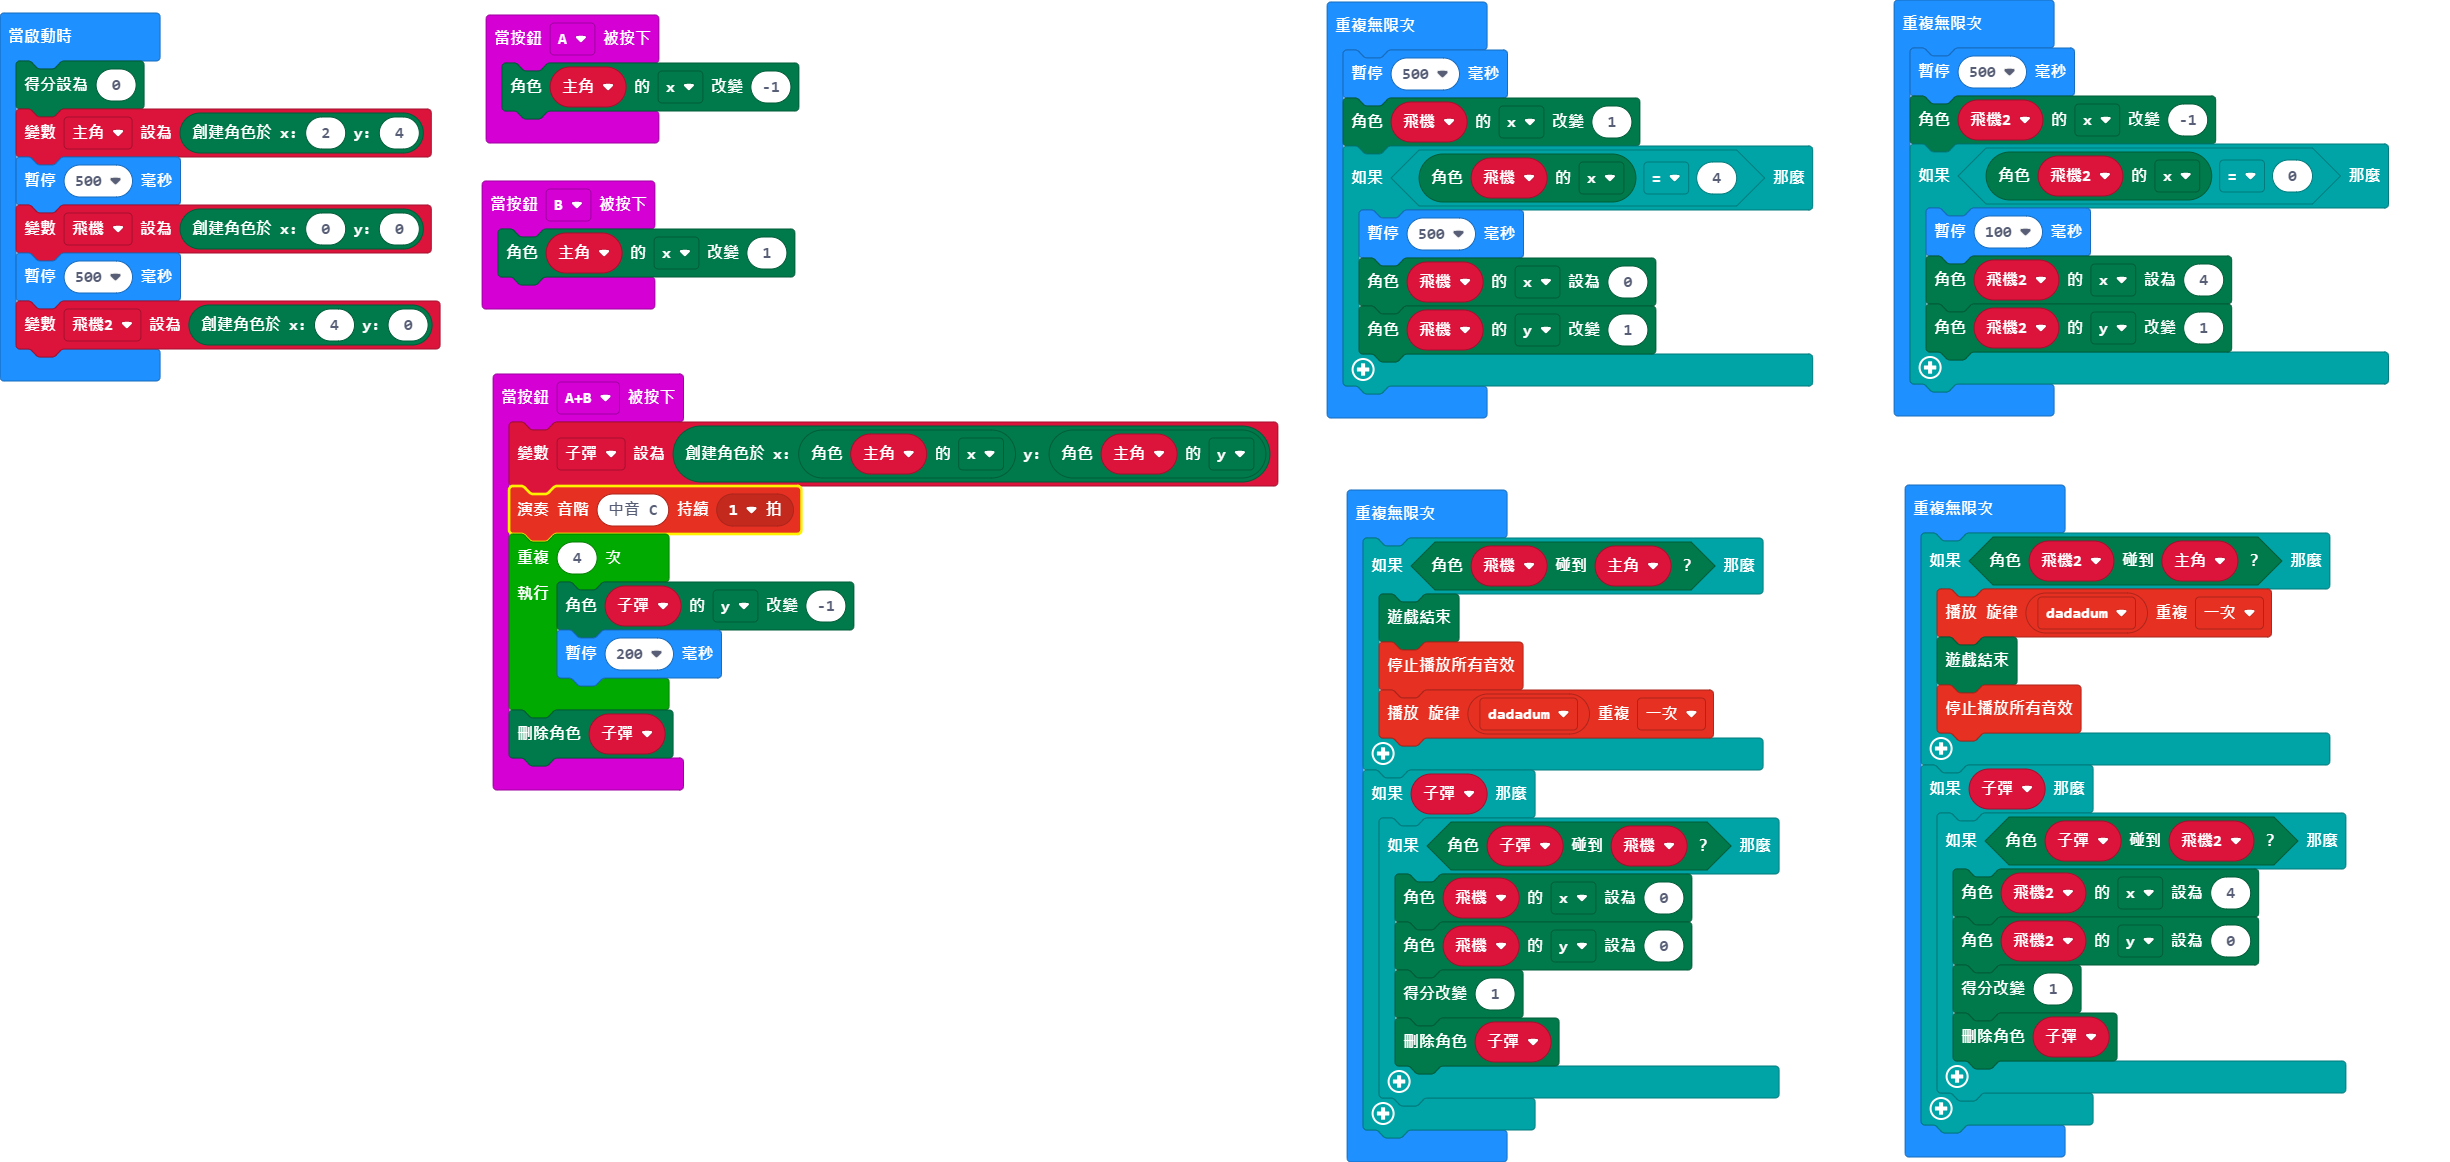 當啟動時
得分設為 0
變數 主角 設為 創建角色於 x: 2 y: 4
暫停 500 毫秒
變數 飛機 設為 創建角色於 x: 0 y: 0
暫停 500 毫秒
變數 飛機2 設為 創建角色於 x: 4 y: 0
當按鈕 A 被按下
角色 主角 的 x 改變 -1
當按鈕 B 被按下
角色 主角 的 x 改變 1
當按鈕 A+B 被按下
變數 子彈 設為 創建角色於 x: 角色 主角 的 x y: 角色 主角 的 y
演奏 音階 中音 C 持續 1 拍
重複 4 次
執行
角色 子彈 的 y 改變 -1
暫停 200 毫秒
刪除角色 子彈
重複無限次
暫停 500 毫秒
角色 飛機 的 x 改變 1
如果 角色 飛機 的 x = 4 那麼
暫停 500 毫秒
角色 飛機 的 x 設為 0
角色 飛機 的 y 改變 1
重複無限次
暫停 500 毫秒
角色 飛機2 的 x 改變 -1
如果 角色 飛機2 的 x = 0 那麼
暫停 100 毫秒
角色 飛機2 的 x 設為 4
角色 飛機2 的 y 改變 1
重複無限次
如果 角色 飛機 碰到 主角 ? 那麼
遊戲結束
停止播放所有音效
播放 旋律 dadadum 重複 一次
如果 子彈 那麼
如果 角色 子彈 碰到 飛機 ? 那麼
角色 飛機 的 x 設為 0
角色 飛機 的 y 設為 0
得分改變 1
刪除角色 子彈
重複無限次
如果 角色 飛機2 碰到 主角 ? 那麼
播放 旋律 dadadum 重複 一次
遊戲結束
停止播放所有音效
如果 子彈 那麼
如果 角色 子彈 碰到 飛機2 ? 那麼
角色 飛機2 的 x 設為 4
角色 飛機2 的 y 設為 0
得分改變 1
刪除角色 子彈